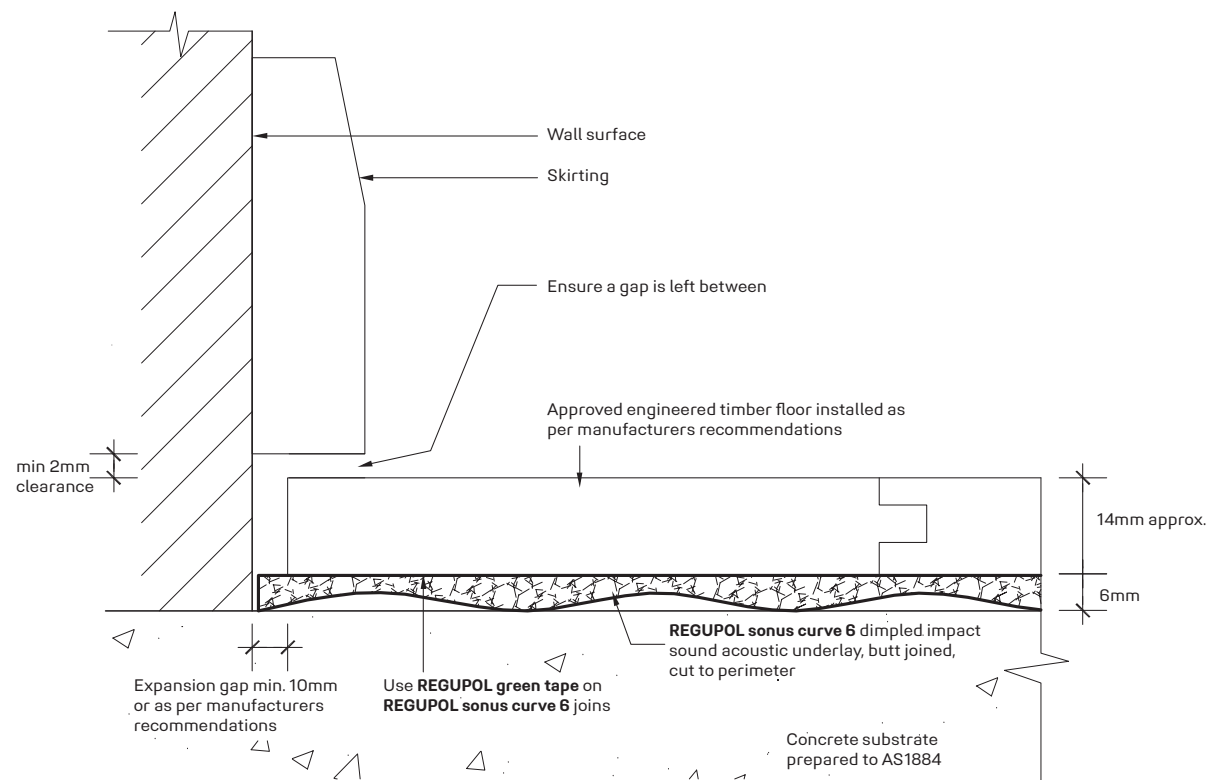 Wall surface
Skirting
Ensure a gap is left between
Approved engineered timber floor installed as
per manufacturers recommendations
min 2mm
clearance
14mm approx.
6mm
REGUPOL sonus curve 6 dimpled impact
sound acoustic underlay, butt joined,
cut to perimeter
Expansion gap min. 10mm
or as per manufacturers
recommendations
Use REGUPOL green tape on
REGUPOL sonus curve 6 joins
Concrete substrate
prepared to AS1884